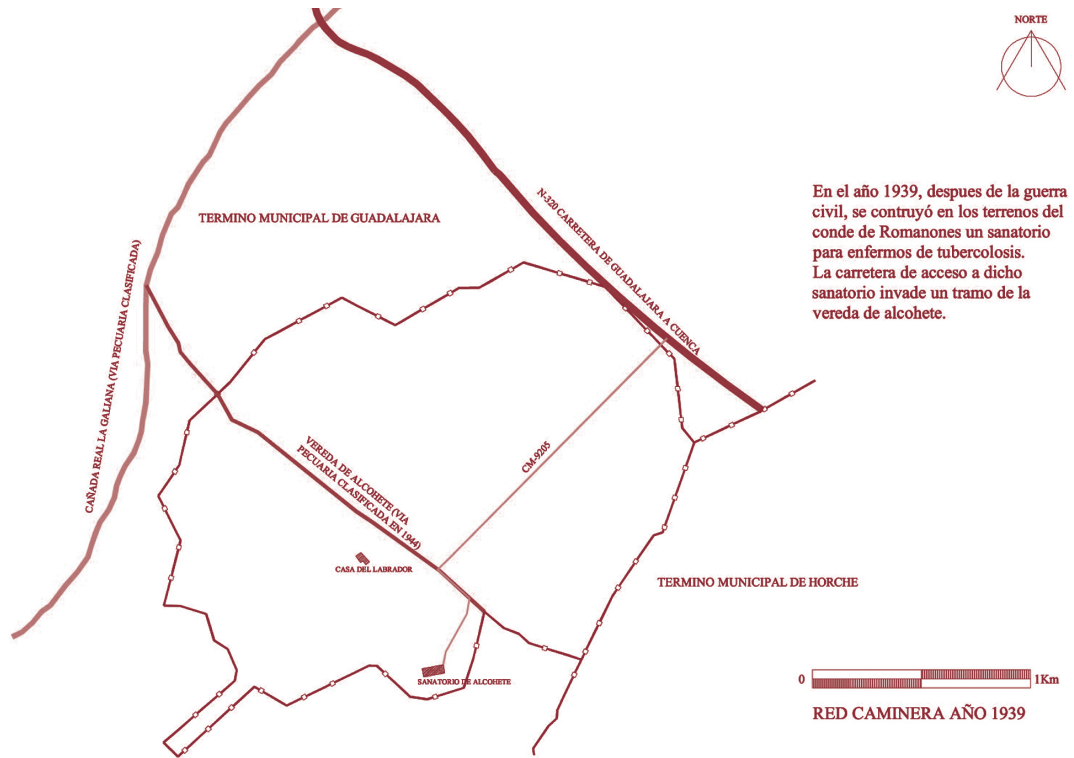 NORTE
En el año 1939, despues de la guerra
civil, se contruyó en los terrenos del
conde de Romanones un sanatorio
para enfermos de tubercolosis.
La carretera de acceso a dicho
sanatorio invade un tramo de la
vereda de alcohete.
TERMINO MUNICIPAL DE GUADALAJARA
N-320 CARRETERA DE GUADALAJARA A CUENCA
CAÑADA REAL LA GALIANA (VIA PECUARIA CLASIFICADA)
VEREDA DE ALCOHETE (VIA
PECUARIA CLASIFICADA EN 1944)
CM-9205
CASA DEL LABRADOR
TERMINO MUNICIPAL DE HORCHE
SANATORIO DE ALCOHETE
0 1Km
RED CAMINERA AÑO 1939